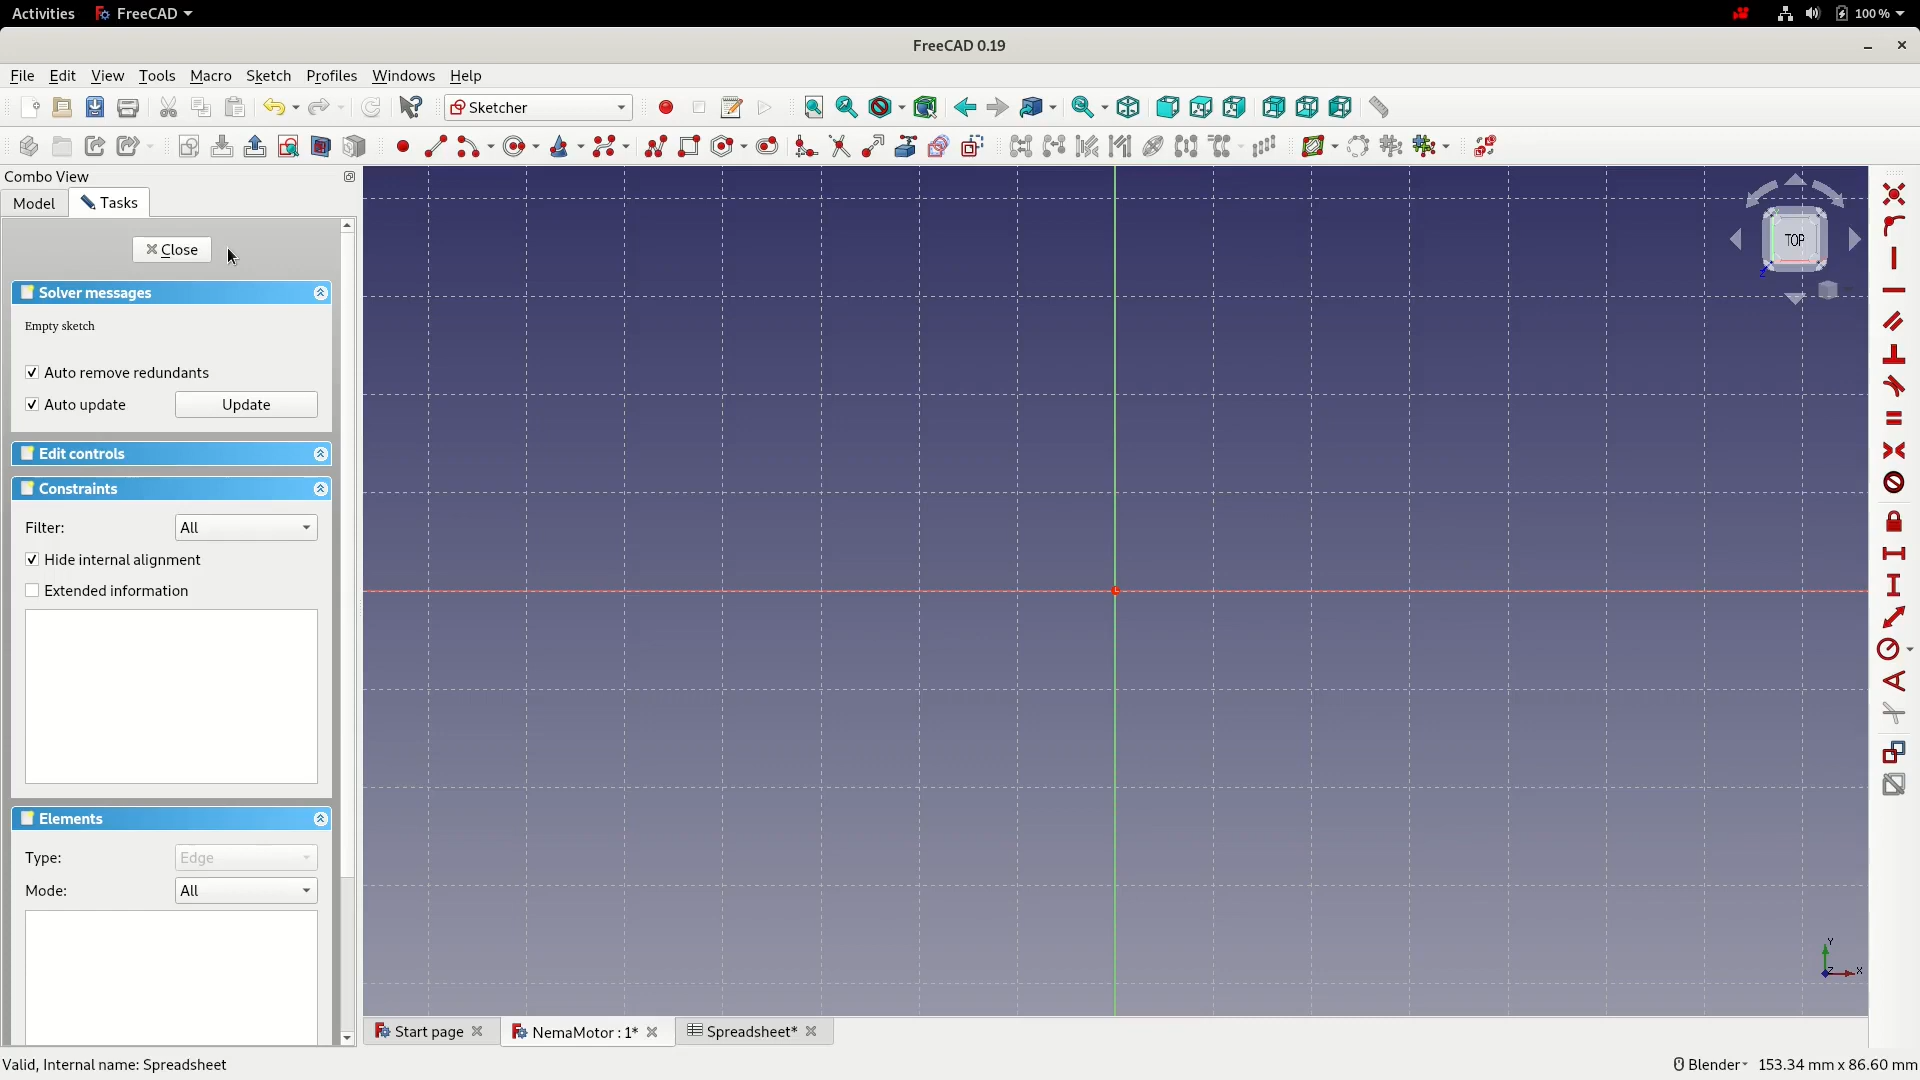 Activities FreeCAD 100 %
FreeCAD 0.19
File Edit View Tools Macro Sketch Profiles Windows Help
Sketcher
Combo View
Model Tasks
Close
Solver messages
Empty sketch
Auto remove redundants
Auto update Update
Edit controls
Constraints
Filter: All
Hide internal alignment
Extended information
Elements
Type: Edge
Mode: All
TOP
Z
Y
Z X
Start page NemaMotor : 1* Spreadsheet*
Valid, Internal name: Spreadsheet Blender 153.34 mm x 86.60 mm